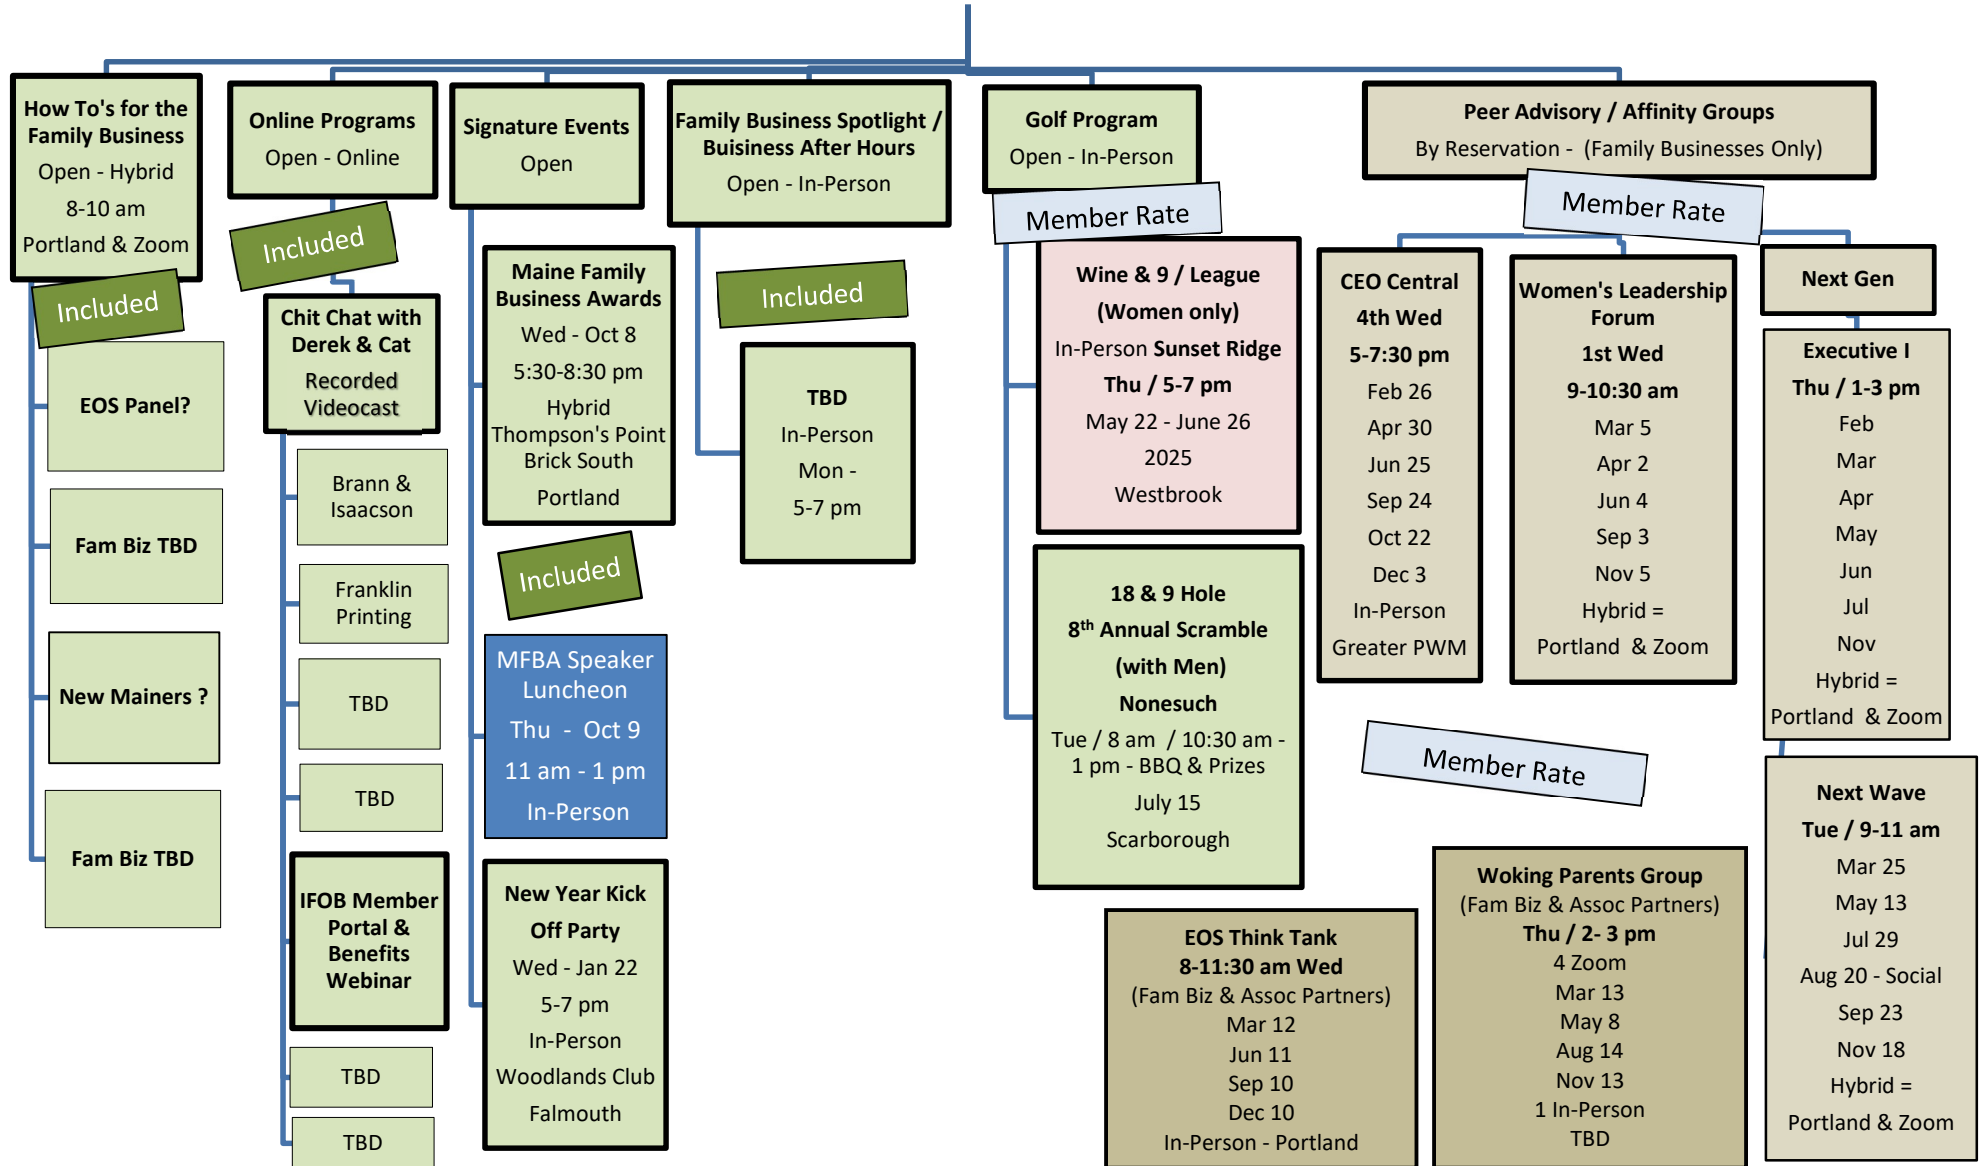 How To's for the
Family Business
Open - Hybrid
8-10 am
Portland & Zoom
Included
EOS Panel?
Fam Biz TBD
New Mainers ?
Fam Biz TBD
Online Programs
Open - Online
Included
Chit Chat with
Derek & Cat
Recorded
Videocast
Brann &
Isaacson
Franklin
Printing
TBD
TBD
IFOB Member
Portal &
Benefits
Webinar
TBD
TBD
Signature Events
Open
Maine Family
Business Awards
Wed - Oct 8
5:30-8:30 pm
Hybrid
Thompson's Point
Brick South
Portland
Included
MFBA Speaker
Luncheon
Thu - Oct 9
11 am - 1 pm
In-Person
New Year Kick
Off Party
Wed - Jan 22
5-7 pm
In-Person
Woodlands Club
Falmouth
Family Business Spotlight /
Buisiness After Hours
Open - In-Person
Included
TBD
In-Person
Mon -
5-7 pm
Golf Program
Open - In-Person
Member Rate
Wine & 9 / League
(Women only)
In-Person Sunset Ridge
Thu / 5-7 pm
May 22 - June 26
2025
Westbrook
18 & 9 Hole
8th Annual Scramble
(with Men)
Nonesuch
Tue / 8 am / 10:30 am -
1 pm - BBQ & Prizes
July 15
Scarborough
Peer Advisory / Affinity Groups
By Reservation - (Family Businesses Only)
Member Rate
CEO Central
4th Wed
5-7:30 pm
Feb 26
Apr 30
Jun 25
Sep 24
Oct 22
Dec 3
In-Person
Greater PWM
Women's Leadership
Forum
1st Wed
9-10:30 am
Mar 5
Apr 2
Jun 4
Sep 3
Nov 5
Hybrid =
Portland & Zoom
Next Gen
Executive I
Thu / 1-3 pm
Feb
Mar
Apr
May
Jun
Jul
Nov
Hybrid =
Portland & Zoom
Member Rate
Next Wave
Tue / 9-11 am
Mar 25
May 13
Jul 29
Aug 20 - Social
Sep 23
Nov 18
Hybrid =
Portland & Zoom
EOS Think Tank
8-11:30 am Wed
(Fam Biz & Assoc Partners)
Mar 12
Jun 11
Sep 10
Dec 10
In-Person - Portland
Woking Parents Group
(Fam Biz & Assoc Partners)
Thu / 2- 3 pm
4 Zoom
Mar 13
May 8
Aug 14
Nov 13
1 In-Person
TBD